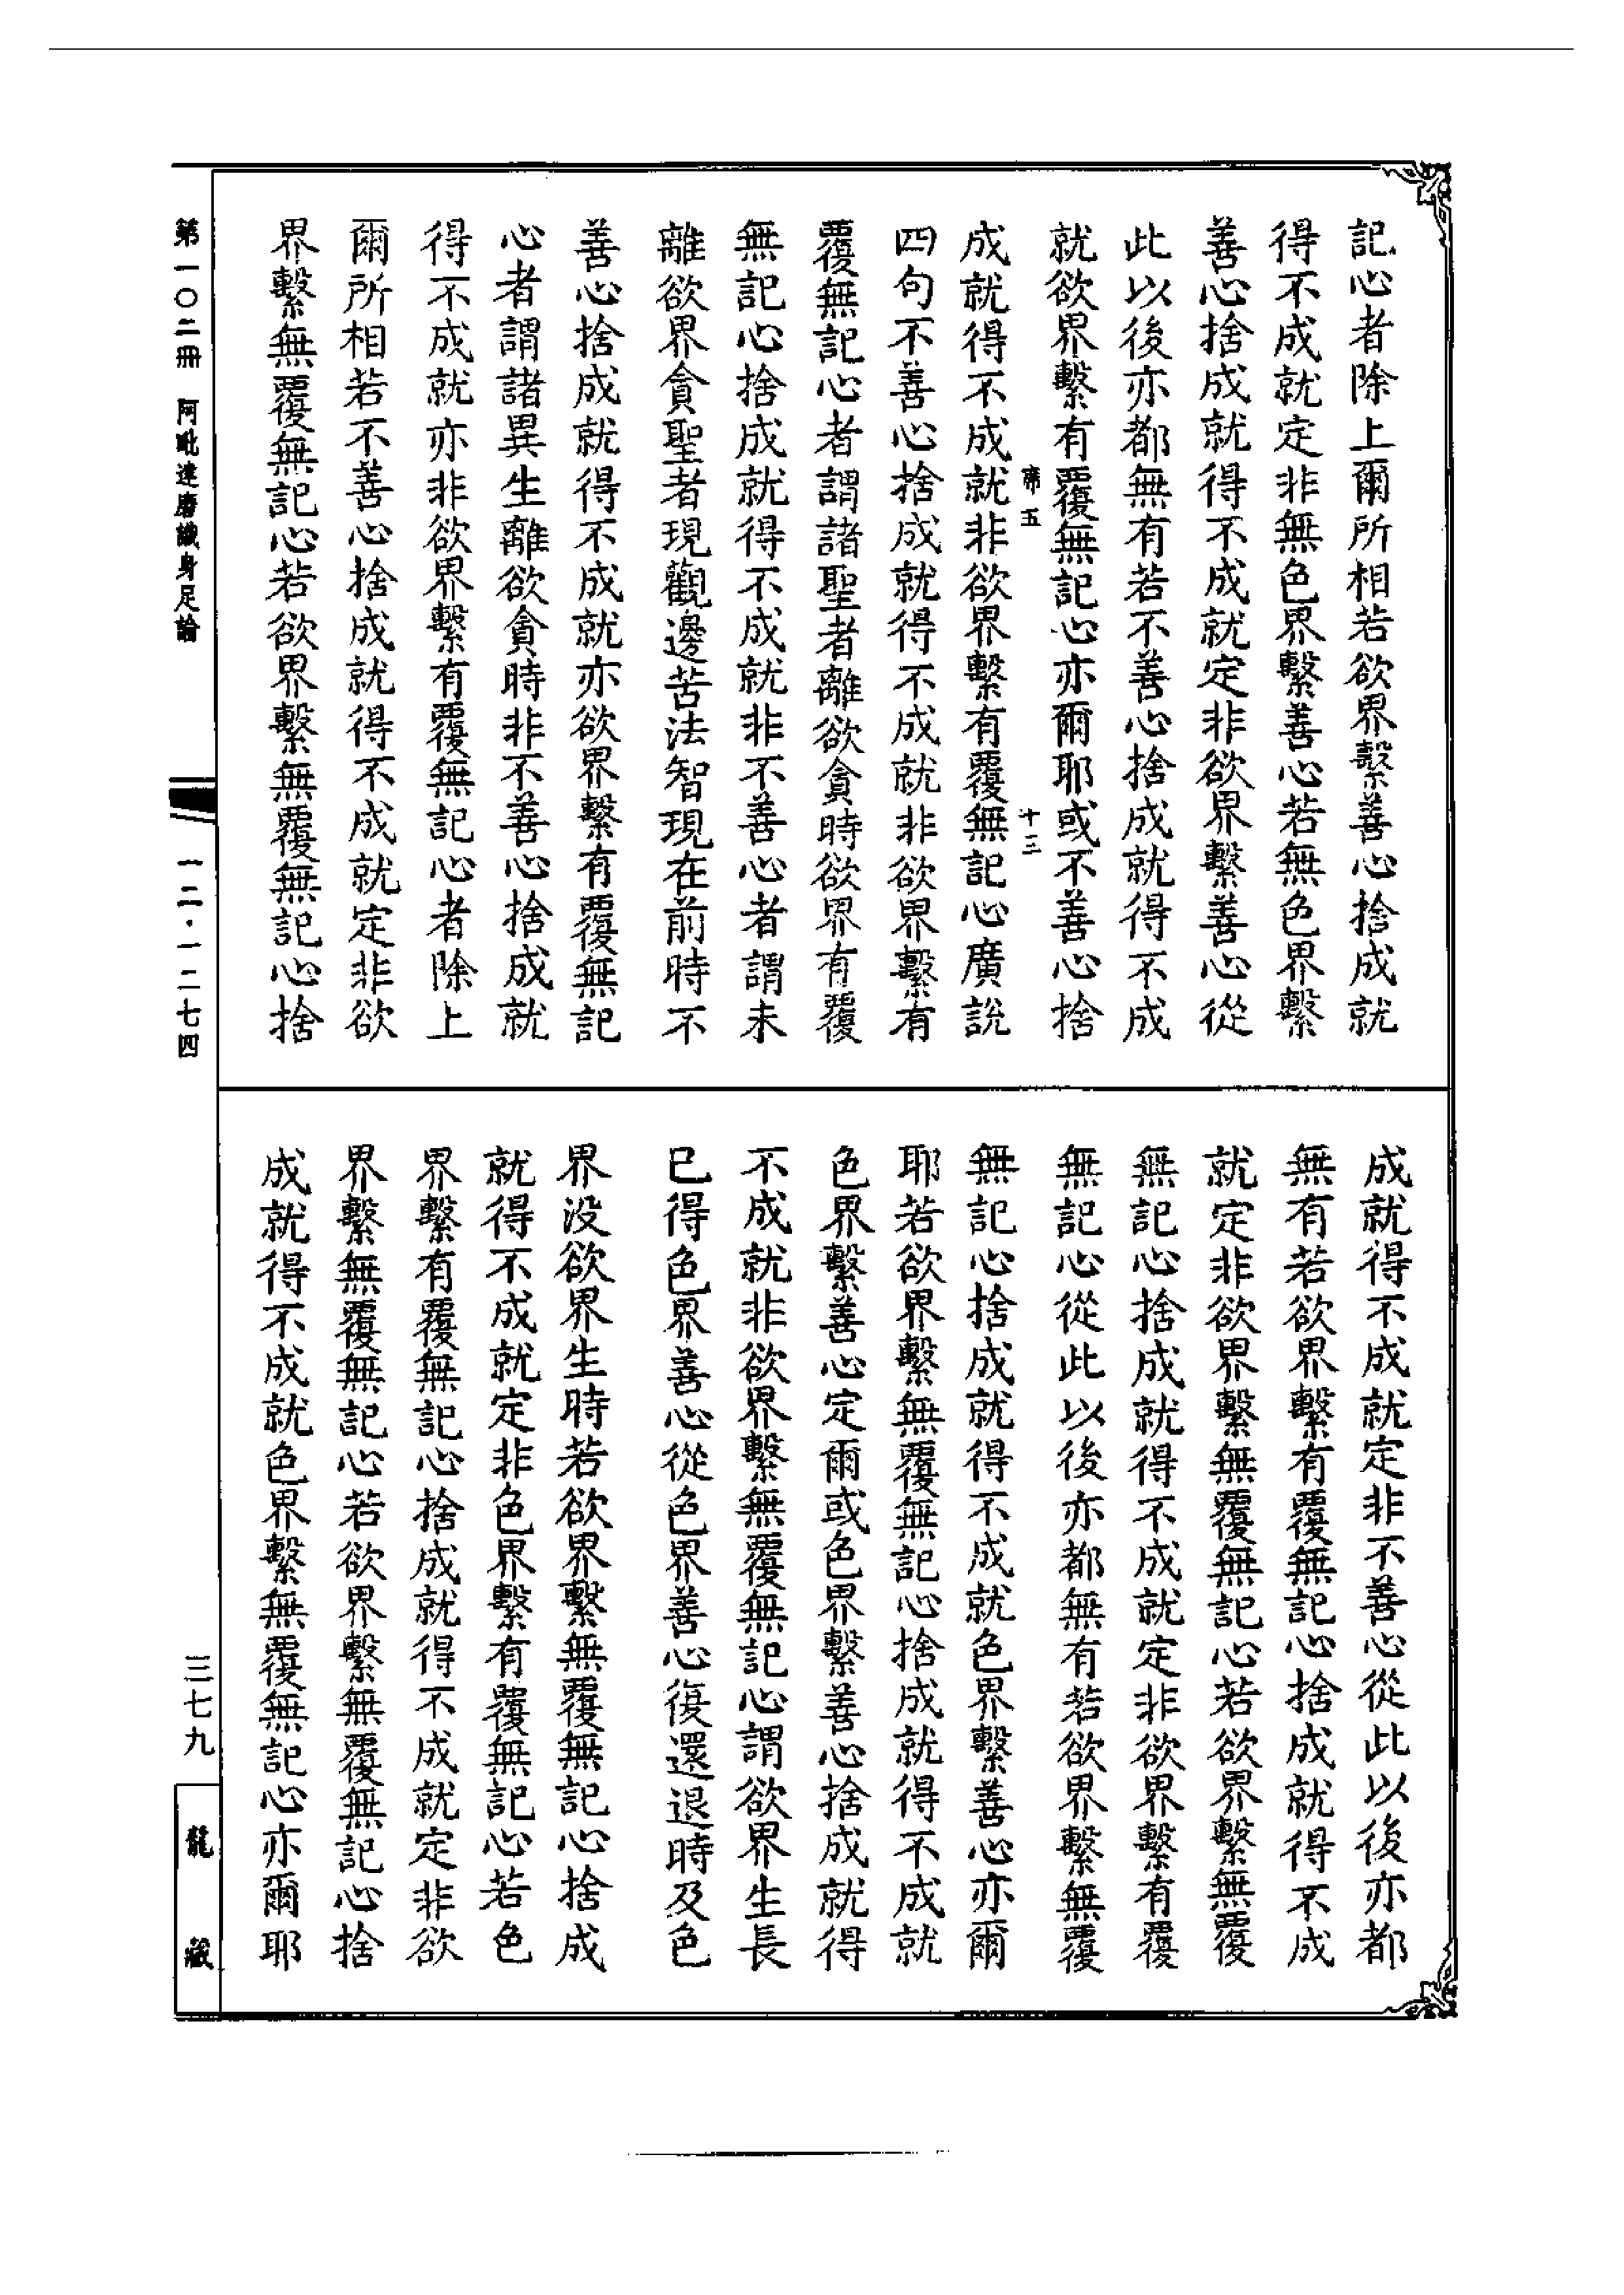 記心者除上爾所相若欲界繫善心捨成就
得不成就定非無色界繫善心若無色界繫
善心捨成就得不成就定非欲界繫善心從
此以後亦都無有若不善心捨成就得不成
就欲界繫有覆無記心亦爾耶或不善心捨
席五 十三
成就得不成就非欲界繫有覆無記心廣說
四句不善心捨成就得不成就非欲界繫有
覆無記心者謂諸聖者離欲貪時欲界有覆
無記心捨成就得不成就非不善心者謂未
離欲界貪聖者現觀邊苦法智現在前時不
善心捨成就得不成就亦欲界繫有覆無記
心者謂諸異生離欲貪時非不善心捨成就
得不成就亦非欲界繫有覆無記心者除上
爾所相若不善心捨成就得不成就定非欲
界繫無覆無記心若欲界繫無覆無記心捨
成就得不成就定非不善心從此以後亦都
無有若欲界繫有覆無記心捨成就得不成
就定非欲界繫無覆無記心若欲界繫無覆
無記心捨成就得不成就定非欲界繫有覆
無記心從此以後亦都無有若欲界繫無覆
無記心捨成就得不成就色界繫善心亦爾
耶若欲界繫無覆無記心捨成就得不成就
色界繫善心定爾或色界繫善心捨成就得
不成就非欲界繫無覆無記心謂欲界生長
已得色界善心從色界善心復還退時及色
界没欲界生時若欲界繫無覆無記心捨成
就得不成就定非色界繫有覆無記心若色
界繫有覆無記心捨成就得不成就定非欲
界繫無覆無記心若欲界繫無覆無記心捨
成就得不成就色界繫無覆無記心亦爾耶
第一〇二冊 阿毗達磨識身足論 一二·一二七四 三七九 龍藏